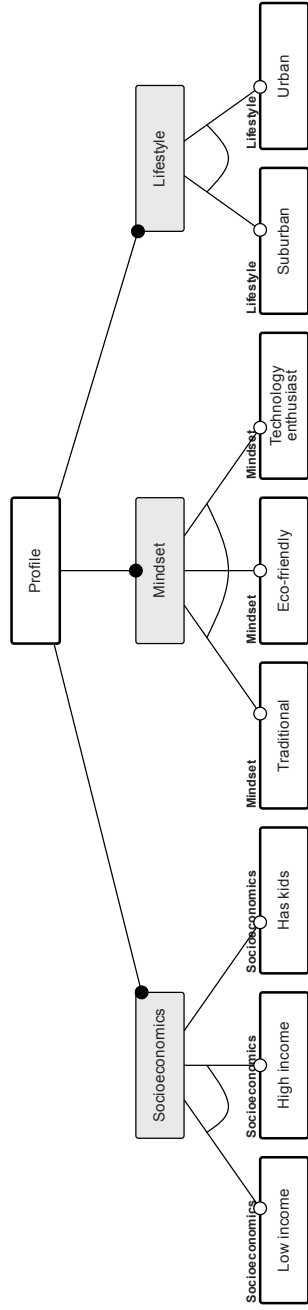 Profile
Socioeconomics
Mindset
Lifestyle
Socioeconomics
Socioeconomics
Socioeconomics
Mindset
Mindset
Mindset
Lifestyle
Lifestyle
Low income
High income
Has kids
Traditional
Eco-friendly
Technology
enthusiast
Suburban
Urban